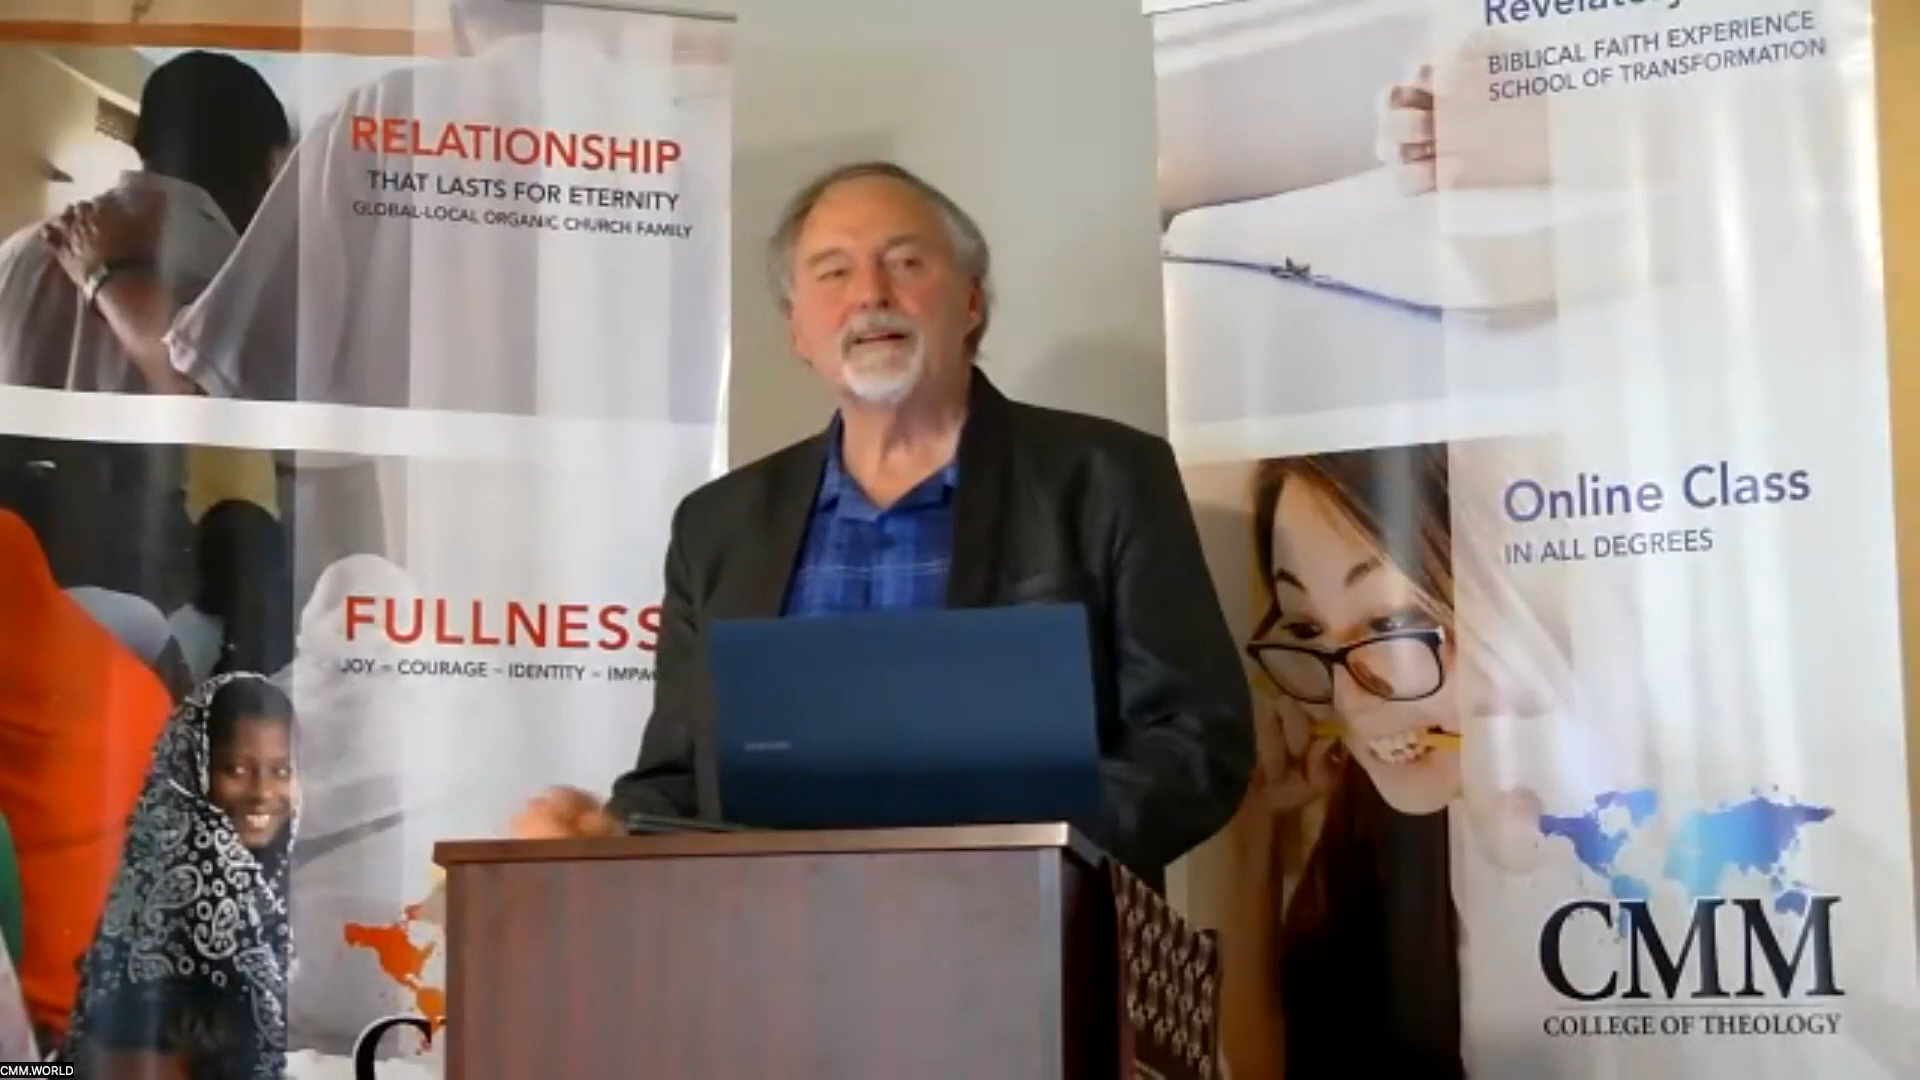 RELATIONSHIP
THAT LASTS FOR ETERNITY
GLOBAL-LOCAL ORGANIC CHURCH FAMILY
FULLNESS
JOY – COURAGE – IDENTITY –
BIBLICAL FAITH EXPERIENCE
SCHOOL OF TRANSFORMATION
Online Class
IN ALL DEGREES
CMM
COLLEGE OF THEOLOGY
CMM.WORLD